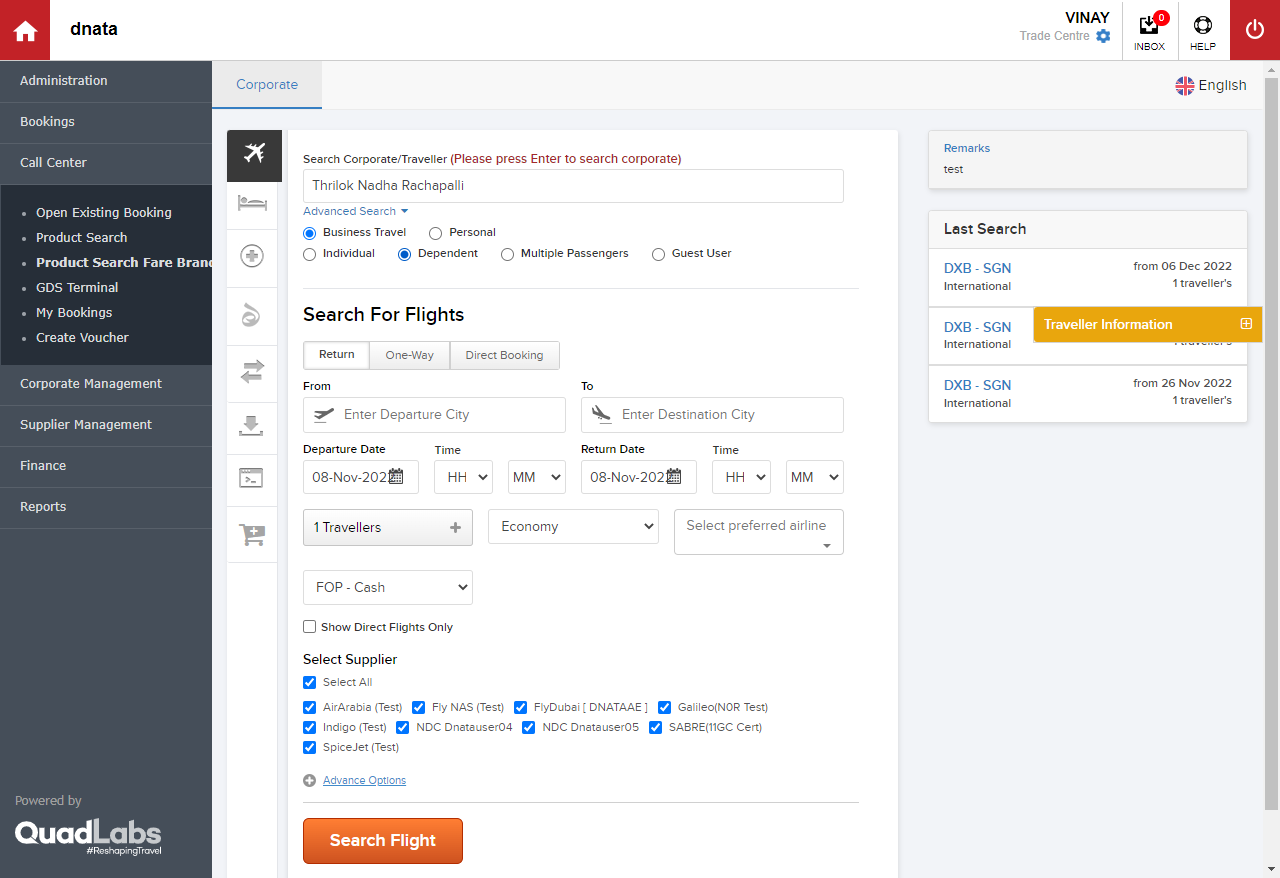 dnata
VINAY
Trade Centre
0
INBOX
HELP
Administration
Bookings
Call Center
Open Existing Booking
Product Search
Product Search Fare Bran
GDS Terminal
My Bookings
Create Voucher
Corporate Management
Supplier Management
Finance
Reports
Powered by
QuadLabs
#ReshapingTravel
Corporate
English
Search Corporate/Traveller (Please press Enter to search corporate)
Thrilok Nadha Rachapalli
Advanced Search
Business Travel Personal
Individual Dependent Multiple Passengers Guest User
Search For Flights
Return One-Way Direct Booking
From To
Enter Departure City Enter Destination City
Departure Date Time Return Date Time
08-Nov-2022 HH MM 08-Nov-2022 HH MM
1 Travellers Economy Select preferred airline
FOP - Cash
Show Direct Flights Only
Select Supplier
Select All
AirArabia (Test) Fly NAS (Test) FlyDubai [ DNATAAE ] Galileo(N0R Test)
Indigo (Test) NDC Dnatauser04 NDC Dnatauser05 SABRE(11GC Cert)
SpiceJet (Test)
Advance Options
Search Flight
Remarks
test
Last Search
DXB - SGN from 06 Dec 2022
International 1 traveller's
DXB - SGN Traveller Information
International 1 traveller's
DXB - SGN from 26 Nov 2022
International 1 traveller's